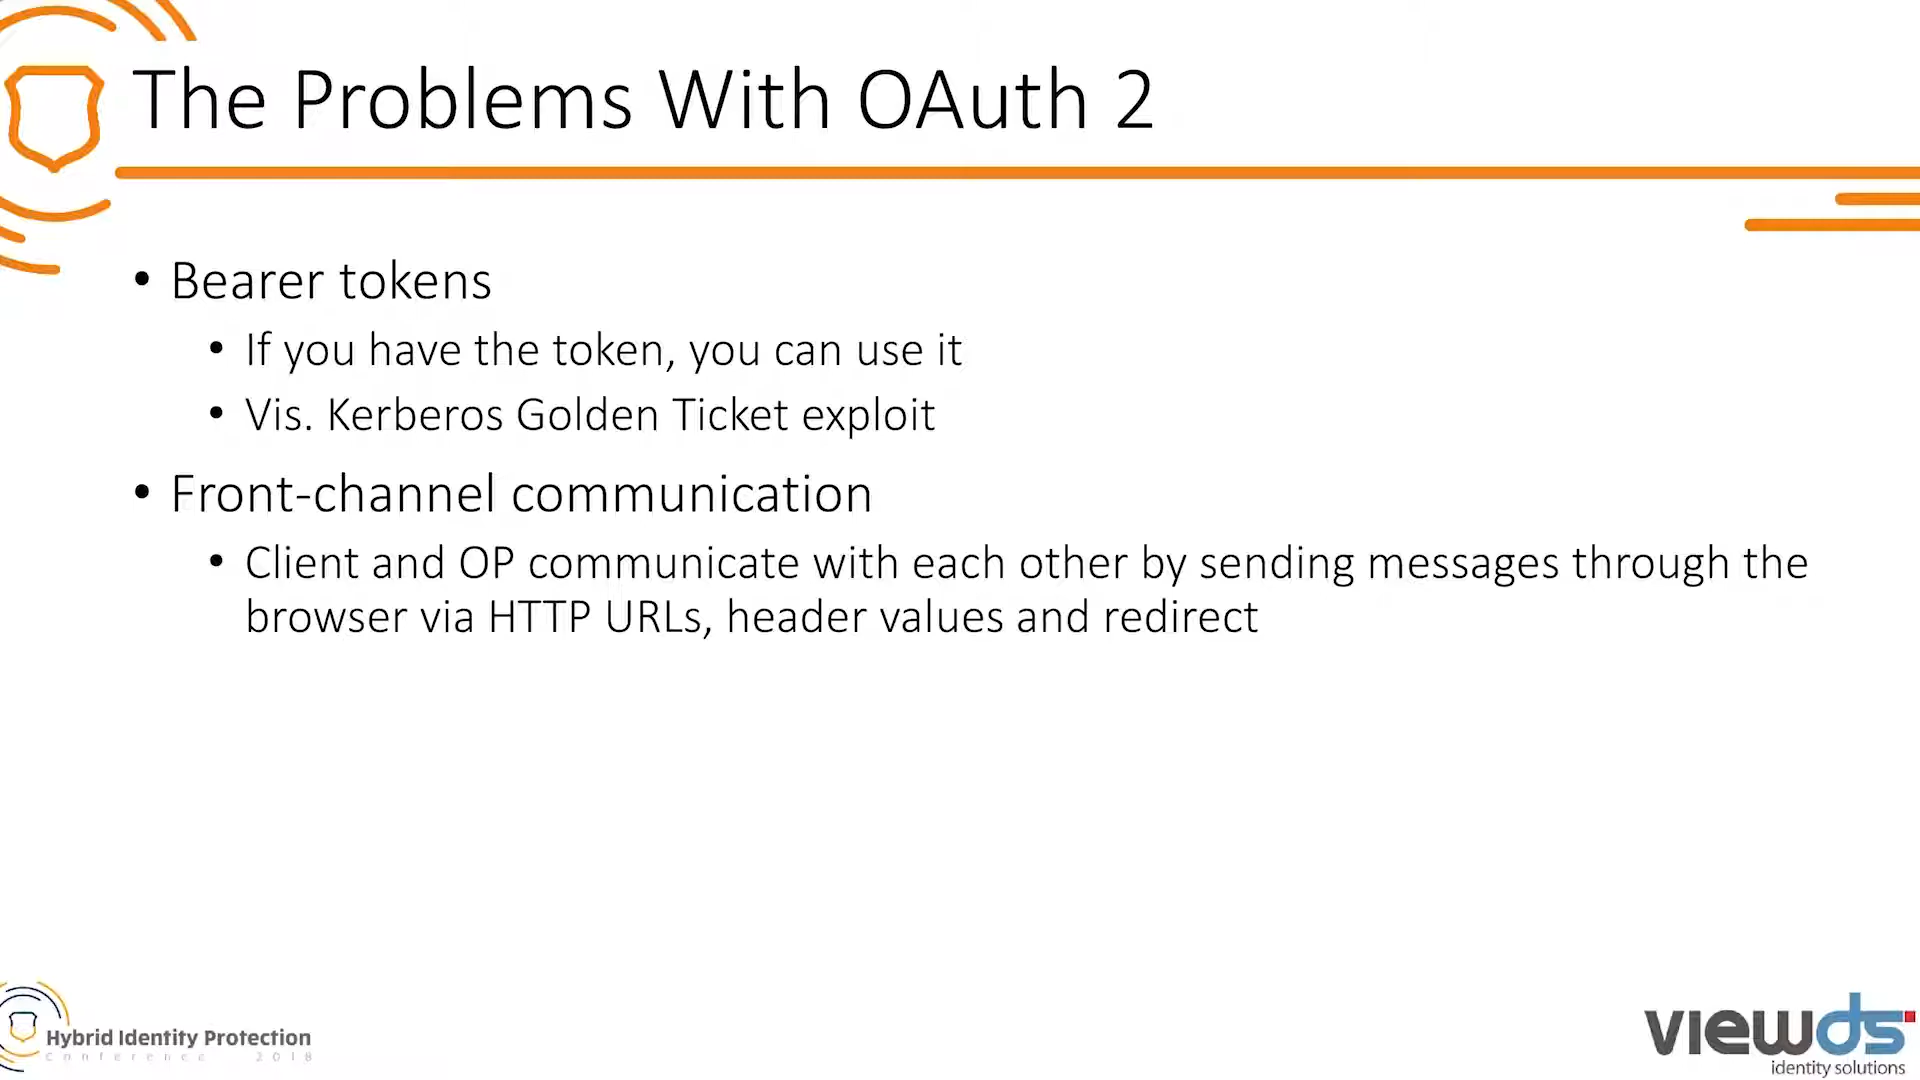 The Problems With OAuth 2
• Bearer tokens
• If you have the token, you can use it
• Vis. Kerberos Golden Ticket exploit
• Front-channel communication
• Client and OP communicate with each other by sending messages through the
browser via HTTP URLs, header values and redirect
Hybrid Identity Protection
Conference 2018
viewds
identity solutions